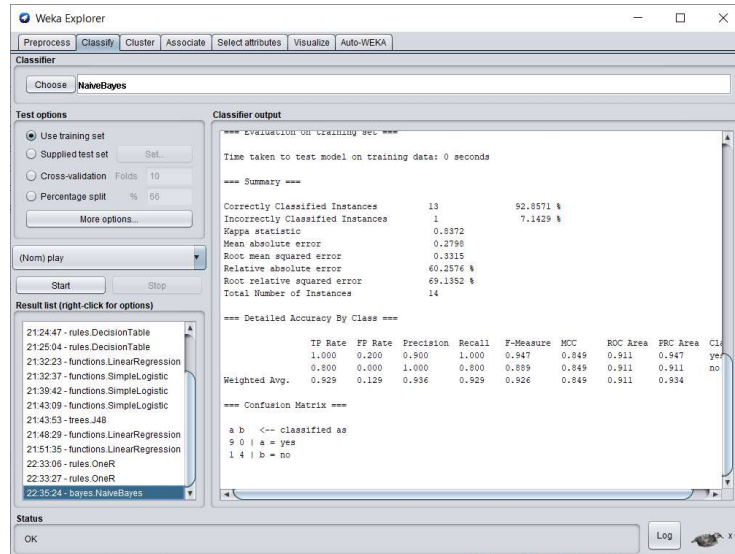 Weka Explorer
Preprocess Classify Cluster Associate Select attributes Visualize Auto-WEKA
Classifier
Choose NaiveBayes
Test options
Use training set
Supplied test set Set..
Cross-validation Folds 10
Percentage split % 66
More options...
(Nom) play
Start Stop
Result list (right-click for options)
21:24:47 - rules.DecisionTable
21:25:04 - rules.DecisionTable
21:32:23 - functions.LinearRegression
21:32:37 - functions.SimpleLogistic
21:39:42 - functions.SimpleLogistic
21:43:09 - functions.SimpleLogistic
21:43:53 - trees.J48
21:48:29 - functions.LinearRegression
21:51:35 - functions.LinearRegression
22:33:06 - rules.OneR
22:33:27 - rules.OneR
22:35:24 - bayes.NaiveBayes
Classifier output
=== Evaluation on training set ===
Time taken to test model on training data: 0 seconds
=== Summary ===
Correctly Classified Instances 13 92.8571 %
Incorrectly Classified Instances 1 7.1429 %
Kappa statistic 0.8372
Mean absolute error 0.2798
Root mean squared error 0.3315
Relative absolute error 60.2576 %
Root relative squared error 69.1352 %
Total Number of Instances 14
=== Detailed Accuracy By Class ===
TP Rate FP Rate Precision Recall F-Measure MCC ROC Area PRC Area Cla
1.000 0.200 0.900 1.000 0.947 0.849 0.911 0.947 yes
0.800 0.000 1.000 0.800 0.889 0.849 0.911 0.911 no
Weighted Avg. 0.929 0.129 0.936 0.929 0.926 0.849 0.911 0.934
=== Confusion Matrix ===
a b <-- classified as
9 0 | a = yes
1 4 | b = no
Status
OK
Log
x